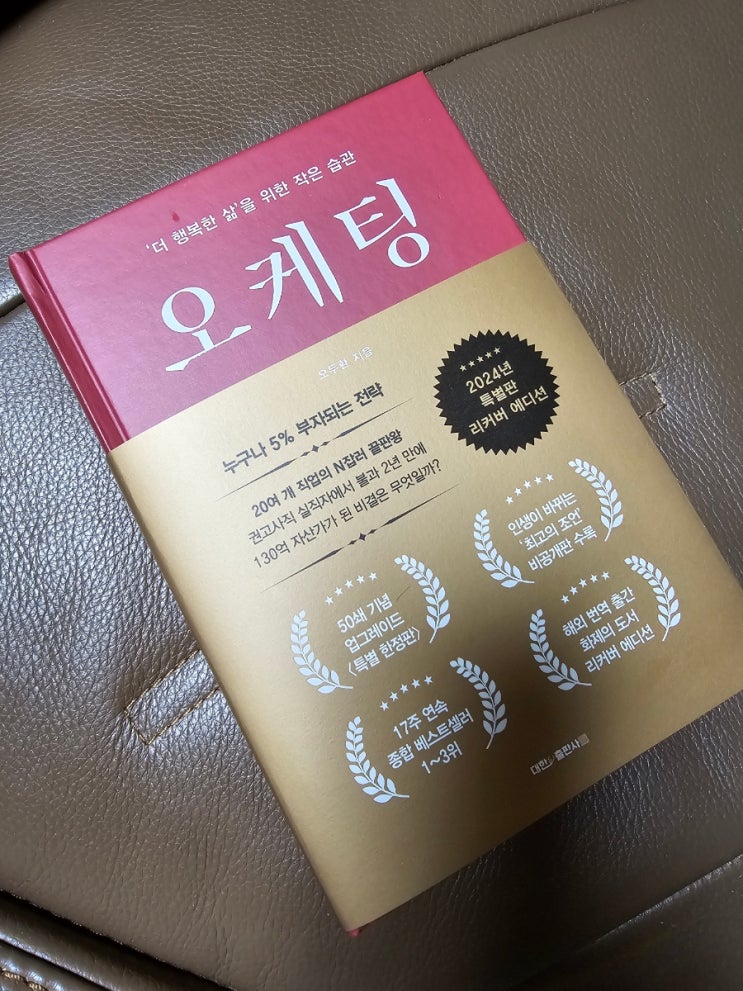 '더 행복한 삶'을 위한 작은 습관
오케팅
오두환 지음
누구나 5% 부자되는 전략
20여 개 직업의 N잡러 끝판왕
권고사직 실직자에서 불과 2년 만에
130억 자산가가 된 비결은 무엇일까?
2024년
특별판
리커버 에디션
인생이 바뀌는
'최고의 조언'
비공개판 수록
50쇄 기념
업그레이드
<특별 한정판>
해외 번역 출간
화제의 도서
리커버 에디션
17주 연속
종합 베스트셀러
1~3위
대한 출판사